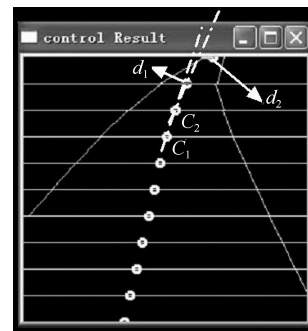 control Result
d₁
d₂
C₂
C₁